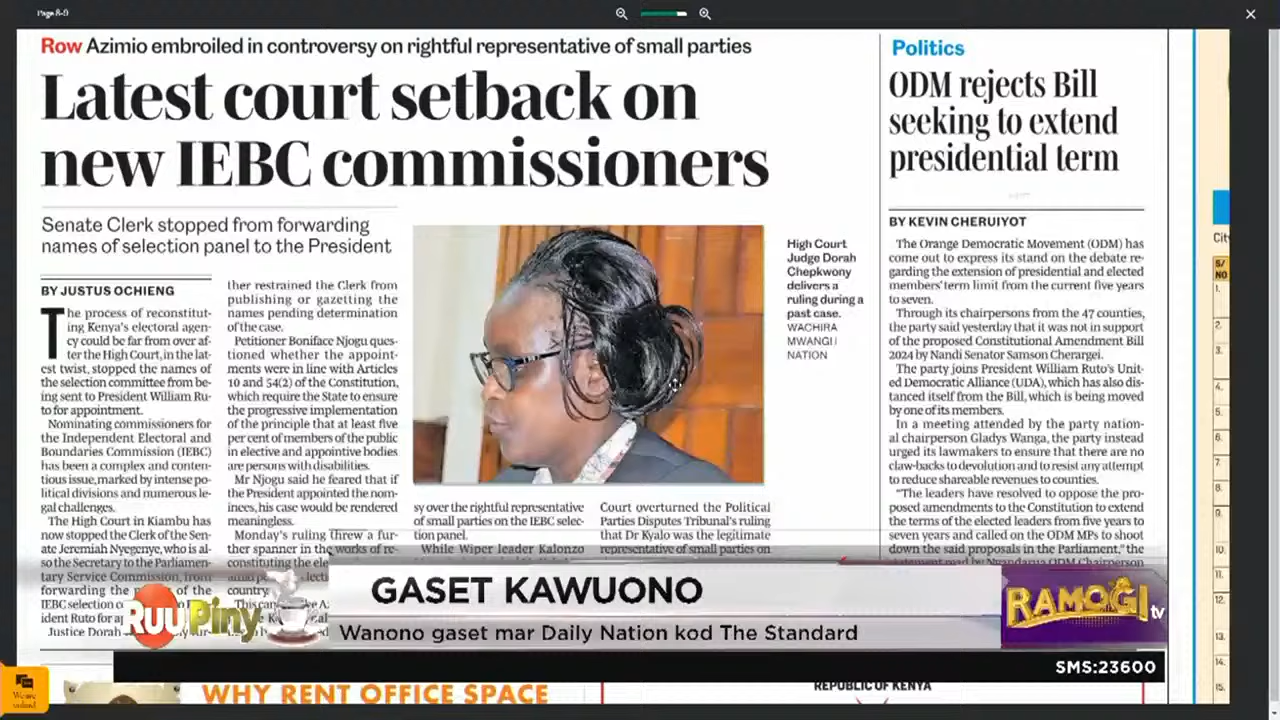 Page 8-9
Row Azimio embroiled in controversy on rightful representative of small parties
Latest court setback on
new IEBC commissioners
Senate Clerk stopped from forwarding
names of selection panel to the President
BY JUSTUS OCHIENG
The process of reconstitut-
ing Kenya's electoral agen-
cy could be far from over af-
ter the High Court, in the lat-
est twist, stopped the names of
the selection committee from be-
ing sent to President William Ru-
to for appointment.
Nominating commissioners for
the Independent Electoral and
Boundaries Commission (IEBC)
has been a complex and conten-
tious issue, marked by intense po-
litical divisions and numerous le-
gal challenges.
The High Court in Kiambu has
now stopped the Clerk of the Sen-
ate Jeremiah Nyegenye, who is al-
so the Secretary to the Parliamen-
tary Service Commission, from
forwarding the
IEBC selection
ident Ruto for
Justice Dorah
ther restrained the Clerk from
publishing or gazetting the
names pending determination
of the case.
Petitioner Boniface Njogu ques-
tioned whether the appoint-
ments were in line with Articles
10 and 54(2) of the Constitution,
which require the State to ensure
the progressive implementation
of the principle that at least five
per cent of members of the public
in elective and appointive bodies
are persons with disabilities.
Mr Njogu said he feared that if
the President appointed the nom-
inees, his case would be rendered
meaningless.
Monday's ruling threw a fur-
ther spanner in the works of re-
constituting the
country.
High Court
Judge Dorah
Chepkwony
delivers a
ruling during a
past case.
WACHIRA
MWANGI |
NATION
sy over the rightful representative
of small parties on the IEBC selec-
tion panel.
While Wiper leader Kalonzo
Court overturned the Political
Parties Disputes Tribunal's ruling
that Dr Kyalo was the legitimate
representative of small parties on
Politics
ODM rejects Bill
seeking to extend
presidential term
BY KEVIN CHERUIYOT
The Orange Democratic Movement (ODM) has
come out to express its stand on the debate re-
garding the extension of presidential and elected
members' term limit from the current five years
to seven.
Through its chairpersons from the 47 counties,
the party said yesterday that it was not in support
of the proposed Constitutional Amendment Bill
2024 by Nandi Senator Samson Cherargei.
The party joins President William Ruto's Unit-
ed Democratic Alliance (UDA), which has also dis-
tanced itself from the Bill, which is being moved
by one of its members.
In a meeting attended by the party nation-
al chairperson Gladys Wanga, the party instead
urged its lawmakers to ensure that there are no
claw-backs to devolution and to resist any attempt
to reduce shareable revenues to counties.
"The leaders have resolved to oppose the pro-
posed amendments to the Constitution to extend
the terms of the elected leaders from five years to
seven years and called on the ODM MPs to shoot
down the said proposals in the Parliament," the
statement read by Nyandarua ODM Chairperson
S/
NO
1.
2.
3.
4.
5.
6.
7.
8.
9.
10.
11.
12.
13.
14.
15.
RuuPiny
GASET KAWUONO
Wanono gaset mar Daily Nation kod The Standard
RAMOGI tv
SMS:23600
WHY RENT OFFICE SPACE
REPUBLIC OF KENYA